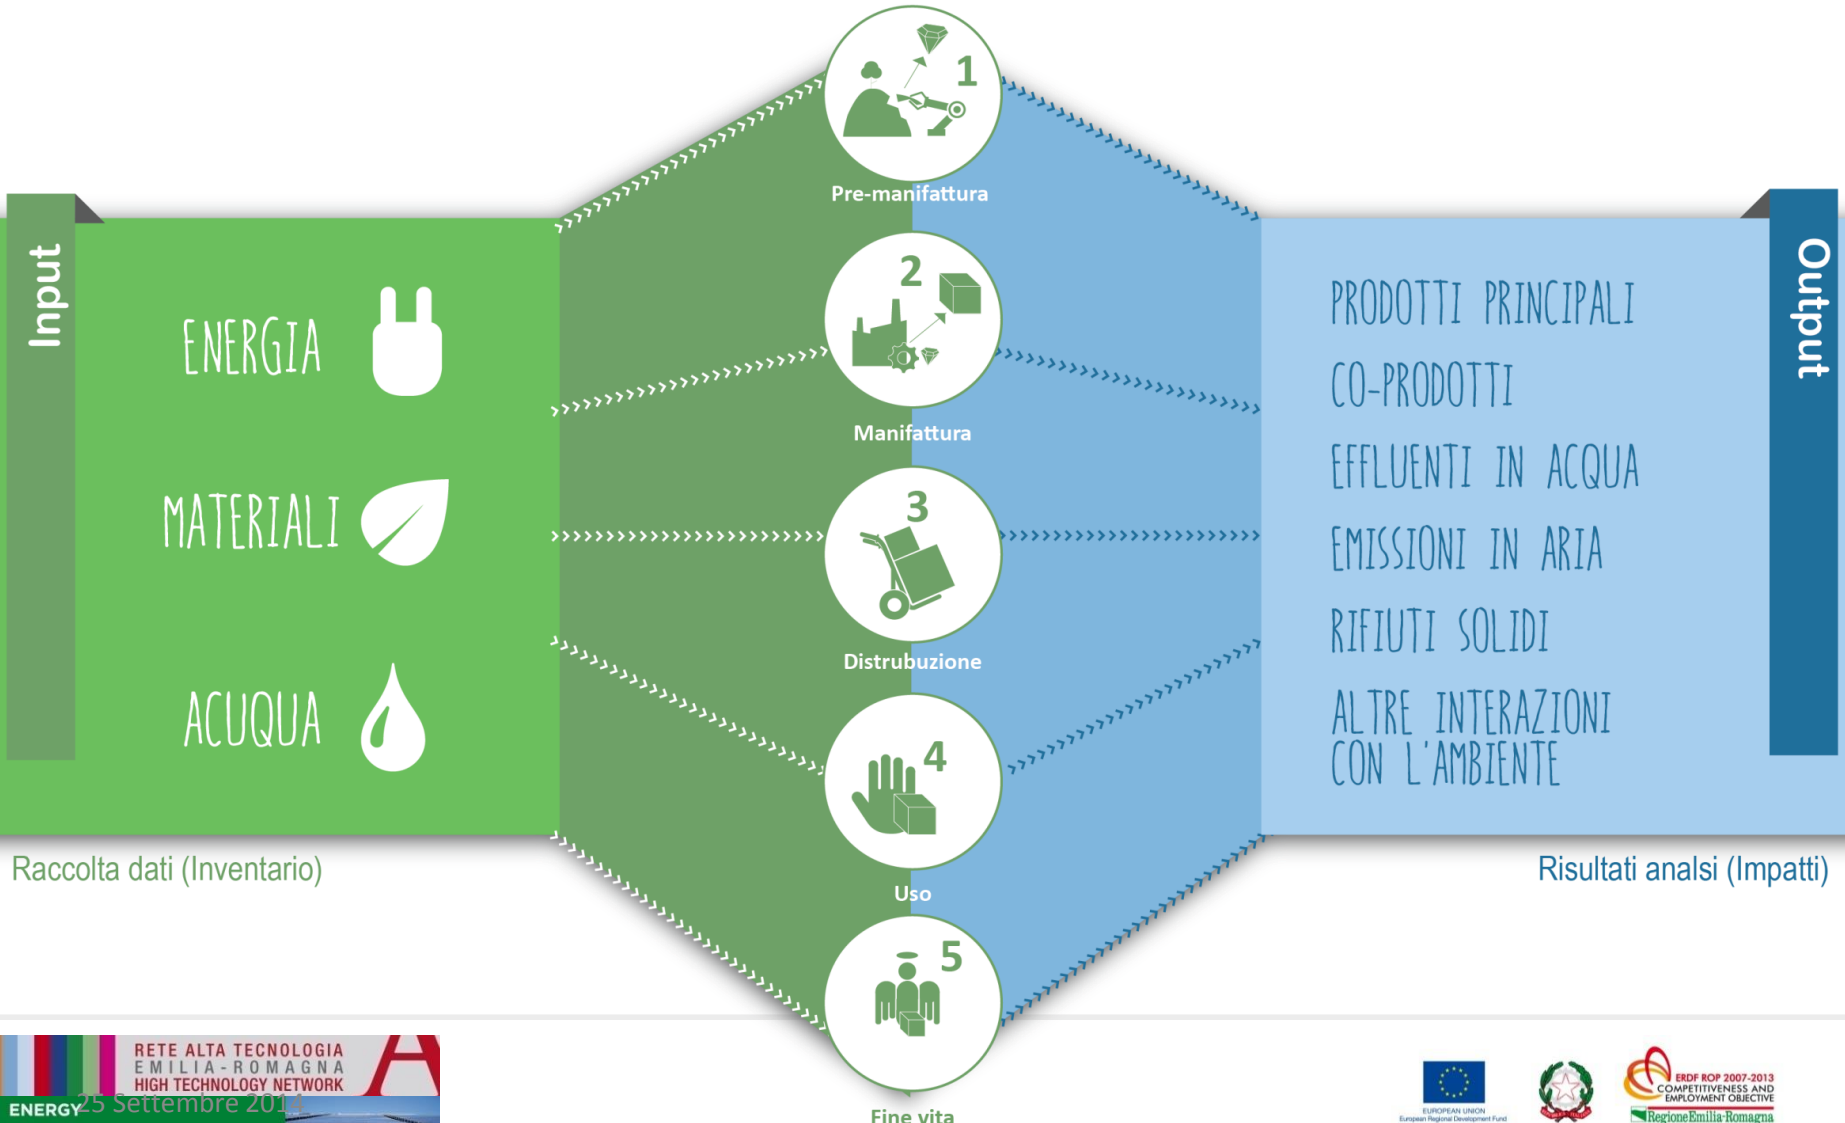 Input
ENERGIA
MATERIALI
ACUQUA
Raccolta dati (Inventario)
1
Pre-manifattura
2
Manifattura
3
Distrubuzione
4
Uso
5
Fine vita
Output
PRODOTTI PRINCIPALI
CO-PRODOTTI
EFFLUENTI IN ACQUA
EMISSIONI IN ARIA
RIFIUTI SOLIDI
ALTRE INTERAZIONI
CON L'AMBIENTE
Risultati analsi (Impatti)
RETE ALTA TECNOLOGIA
EMILIA-ROMAGNA
HIGH TECHNOLOGY NETWORK
A
ENERGY
25 Settembre 2014
EUROPEAN UNION
European Regional Development Fund
ERDF ROP 2007-2013
COMPETITIVENESS AND
EMPLOYMENT OBJECTIVE
RegioneEmilia-Romagna